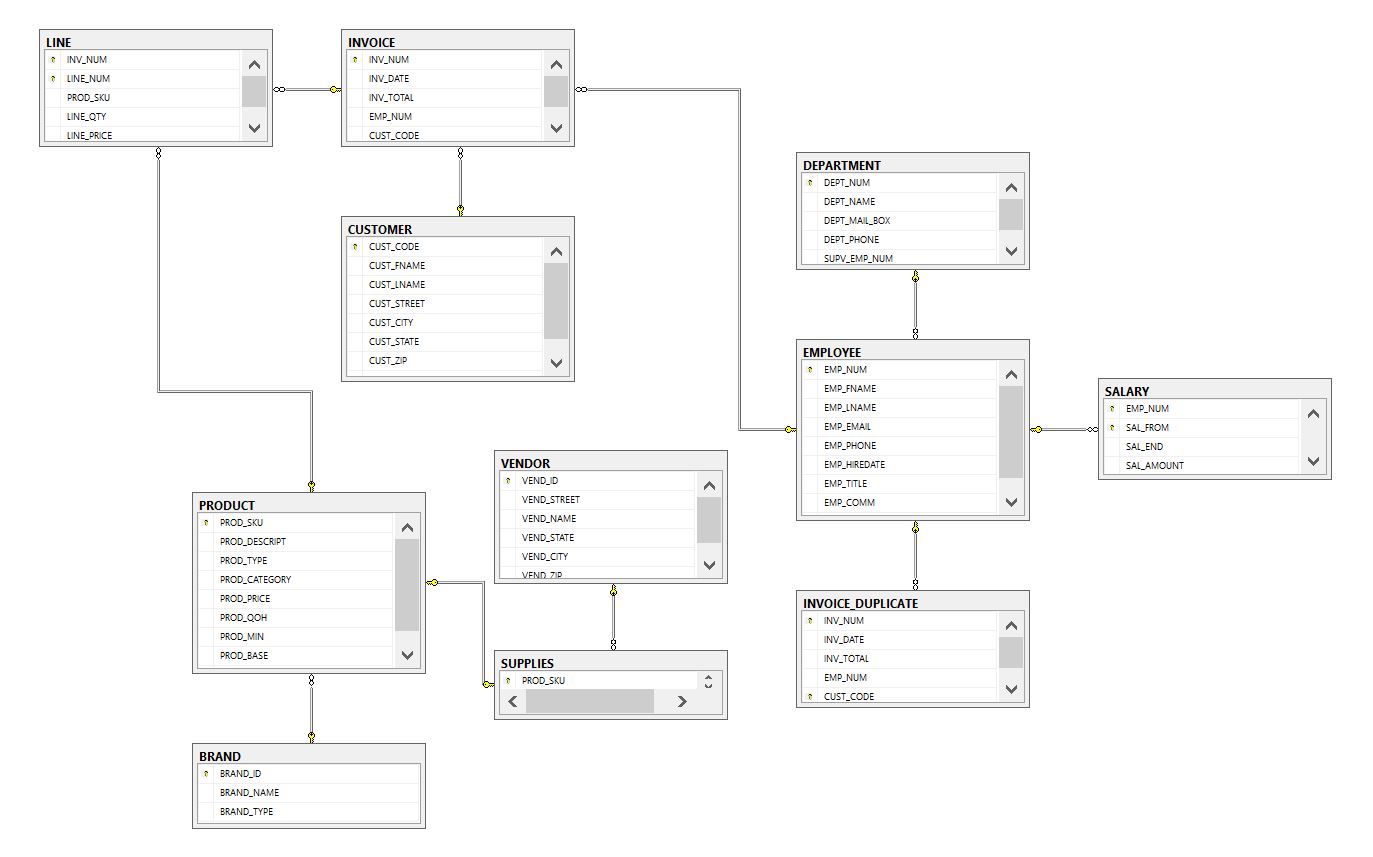 LINE
INV_NUM
LINE_NUM
PROD_SKU
LINE_QTY
LINE_PRICE
INVOICE
INV_NUM
INV_DATE
INV_TOTAL
EMP_NUM
CUST_CODE
CUSTOMER
CUST_CODE
CUST_FNAME
CUST_LNAME
CUST_STREET
CUST_CITY
CUST_STATE
CUST_ZIP
DEPARTMENT
DEPT_NUM
DEPT_NAME
DEPT_MAIL_BOX
DEPT_PHONE
SUPV_EMP_NUM
EMPLOYEE
EMP_NUM
EMP_FNAME
EMP_LNAME
EMP_EMAIL
EMP_PHONE
EMP_HIREDATE
EMP_TITLE
EMP_COMM
SALARY
EMP_NUM
SAL_FROM
SAL_END
SAL_AMOUNT
VENDOR
VEND_ID
VEND_STREET
VEND_NAME
VEND_STATE
VEND_CITY
VEND_ZIP
PRODUCT
PROD_SKU
PROD_DESCRIPT
PROD_TYPE
PROD_CATEGORY
PROD_PRICE
PROD_QOH
PROD_MIN
PROD_BASE
SUPPLIES
PROD_SKU
INVOICE_DUPLICATE
INV_NUM
INV_DATE
INV_TOTAL
EMP_NUM
CUST_CODE
BRAND
BRAND_ID
BRAND_NAME
BRAND_TYPE